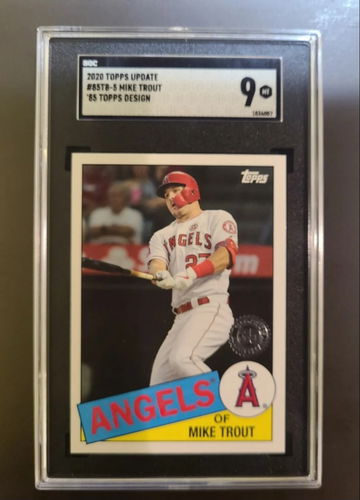 SGC
2020 TOPPS UPDATE
#85TB-5 MIKE TROUT
'85 TOPPS DESIGN
9 MT
Topps
ANGELS
27
A
ANGELS
OF
MIKE TROUT